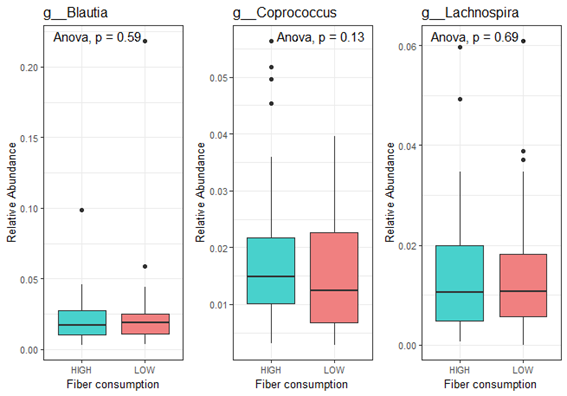 g__Blautia
Anova, p = 0.59
Relative Abundance
0.20
0.15
0.10
0.05
0.00
HIGH
LOW
Fiber consumption
g__Coprococcus
Anova, p = 0.13
Relative Abundance
0.05
0.04
0.03
0.02
0.01
HIGH
LOW
Fiber consumption
g__Lachnospira
Anova, p = 0.69
Relative Abundance
0.06
0.04
0.02
0.00
HIGH
LOW
Fiber consumption